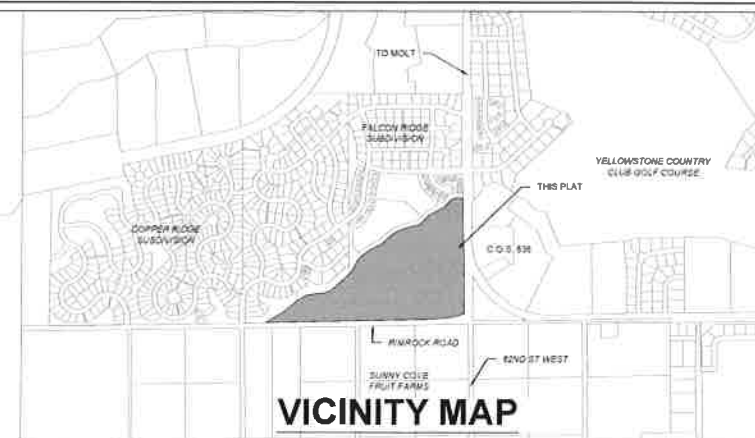 TO MOLT
FALCON RIDGE
SUBDIVISION
YELLOWSTONE COUNTRY
CLUB GOLF COURSE
THIS PLAT
COPPER RIDGE
SUBDIVISION
C.O.S. 636
RIMROCK ROAD
62ND ST WEST
SUNNY COVE
FRUIT FARMS
VICINITY MAP